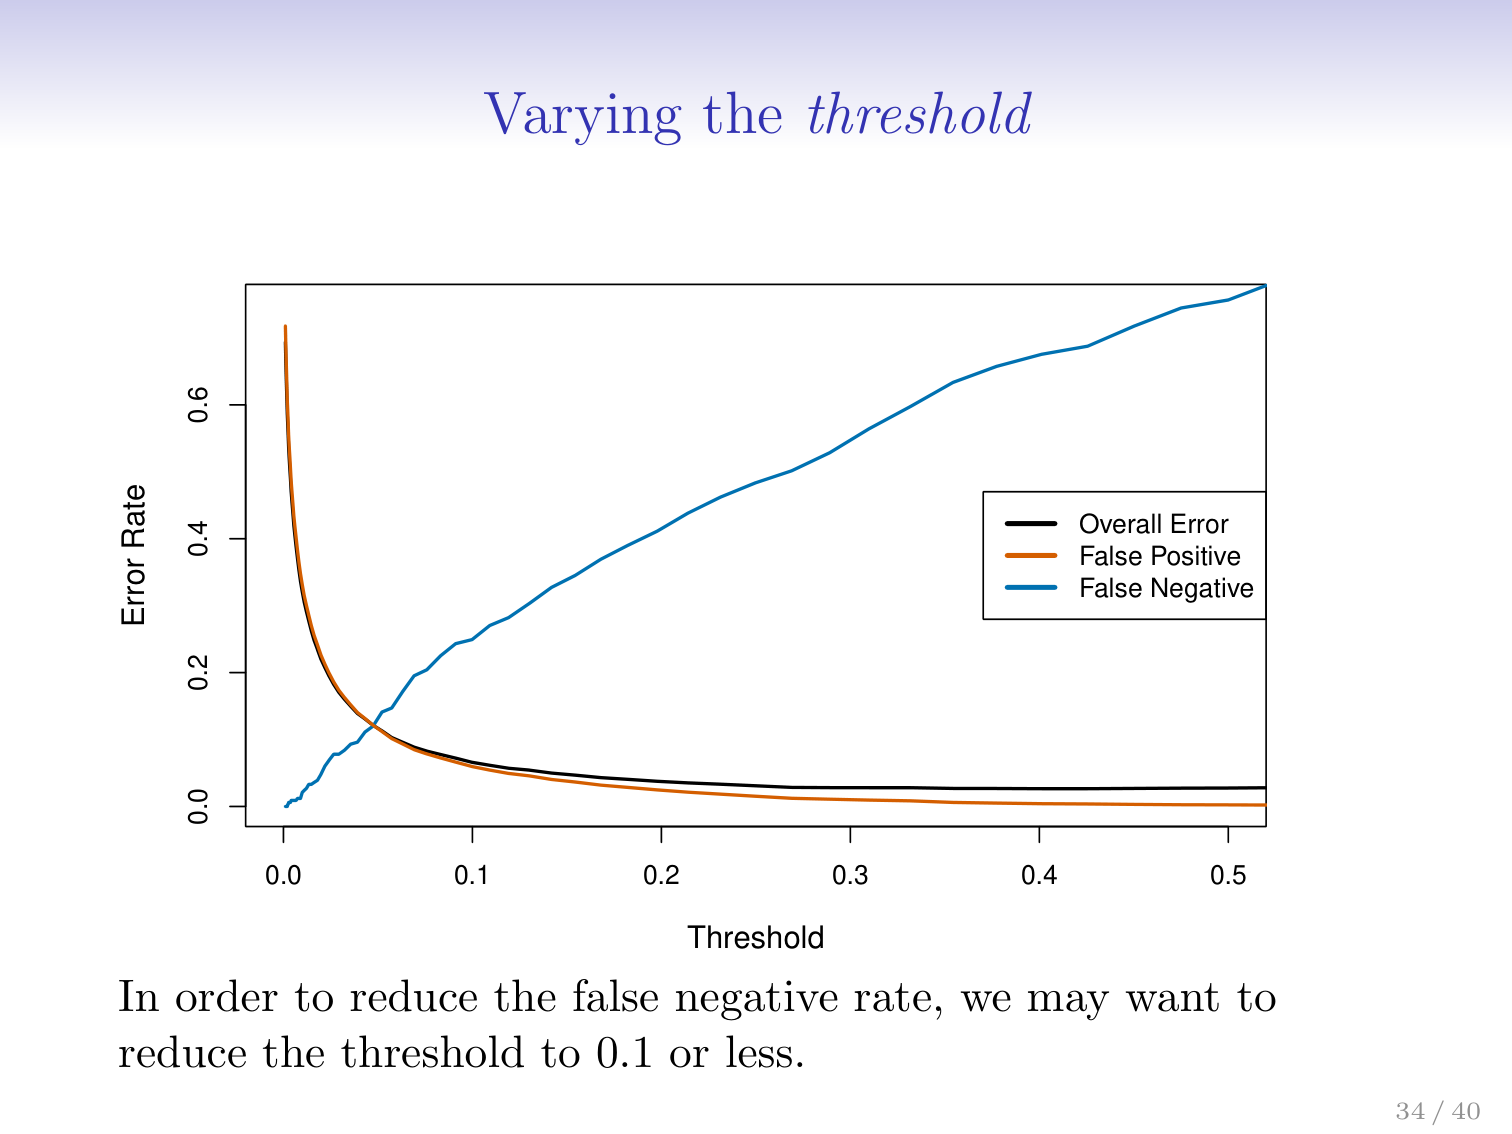 Varying the threshold
Error Rate
0.6
0.4
0.2
0.0
Overall Error
False Positive
False Negative
0.0 0.1 0.2 0.3 0.4 0.5
Threshold
In order to reduce the false negative rate, we may want to
reduce the threshold to 0.1 or less.
34 / 40